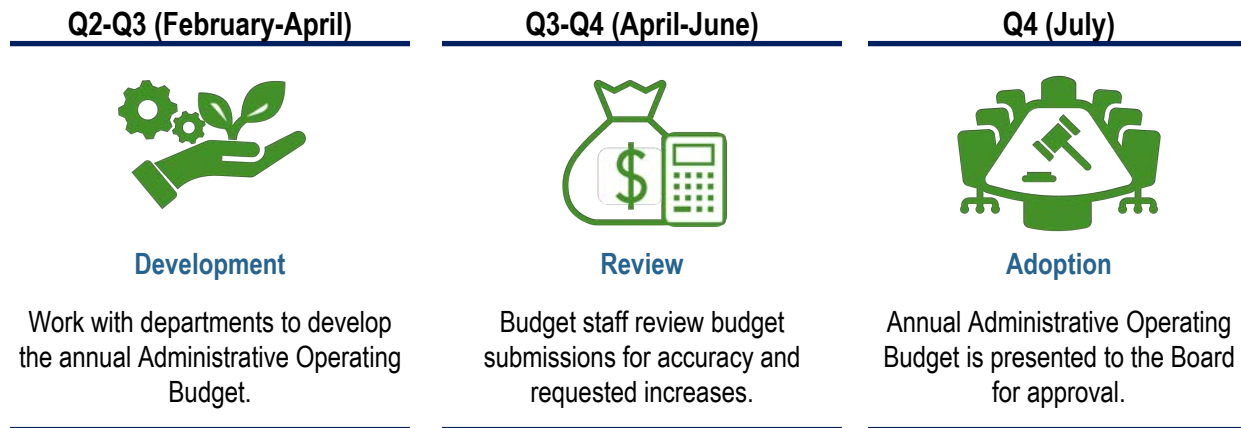 Q2-Q3 (February-April)
Development
Work with departments to develop
the annual Administrative Operating
Budget.
Q3-Q4 (April-June)
$
Review
Budget staff review budget
submissions for accuracy and
requested increases.
Q4 (July)
Adoption
Annual Administrative Operating
Budget is presented to the Board
for approval.